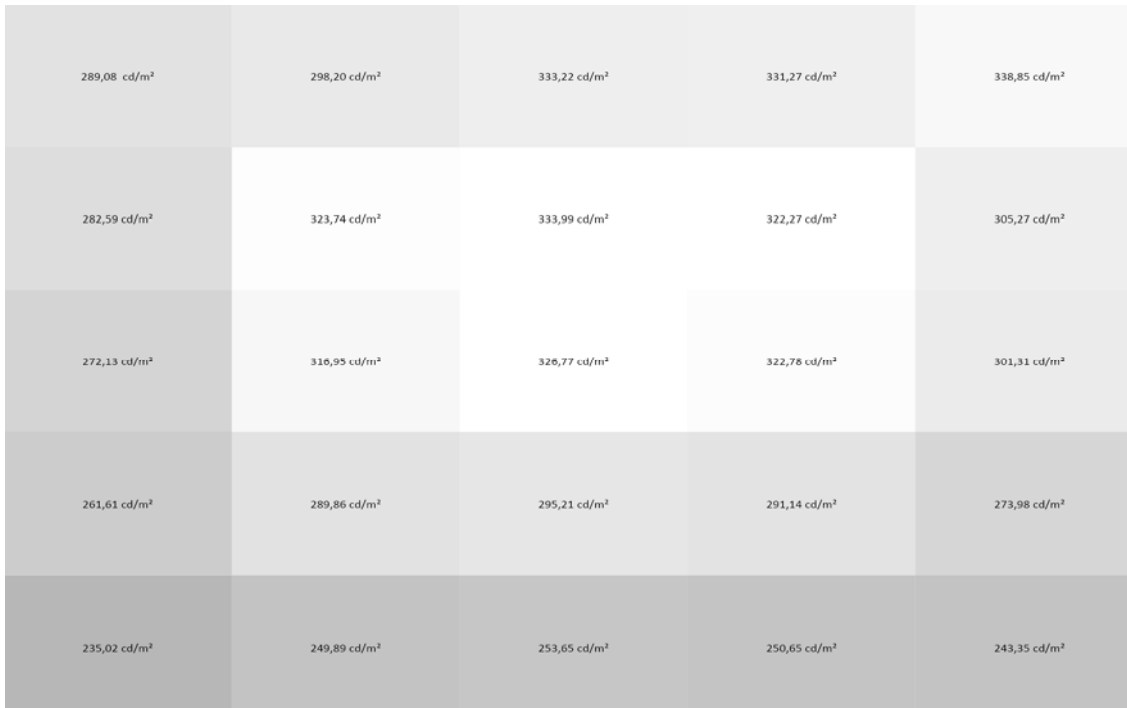 289,08  cd/m² 298,20 cd/m² 333,22 cd/m² 331,27 cd/m² 338,85 cd/m²
282,59 cd/m² 323,74 cd/m² 333,99 cd/m² 322,27 cd/m² 305,27 cd/m²
272,13 cd/m² 316,95 cd/m² 326,77 cd/m² 322,78 cd/m² 301,31 cd/m²
261,61 cd/m² 289,86 cd/m² 295,21 cd/m² 291,14 cd/m² 273,98 cd/m²
235,02 cd/m² 249,89 cd/m² 253,65 cd/m² 250,65 cd/m² 243,35 cd/m²